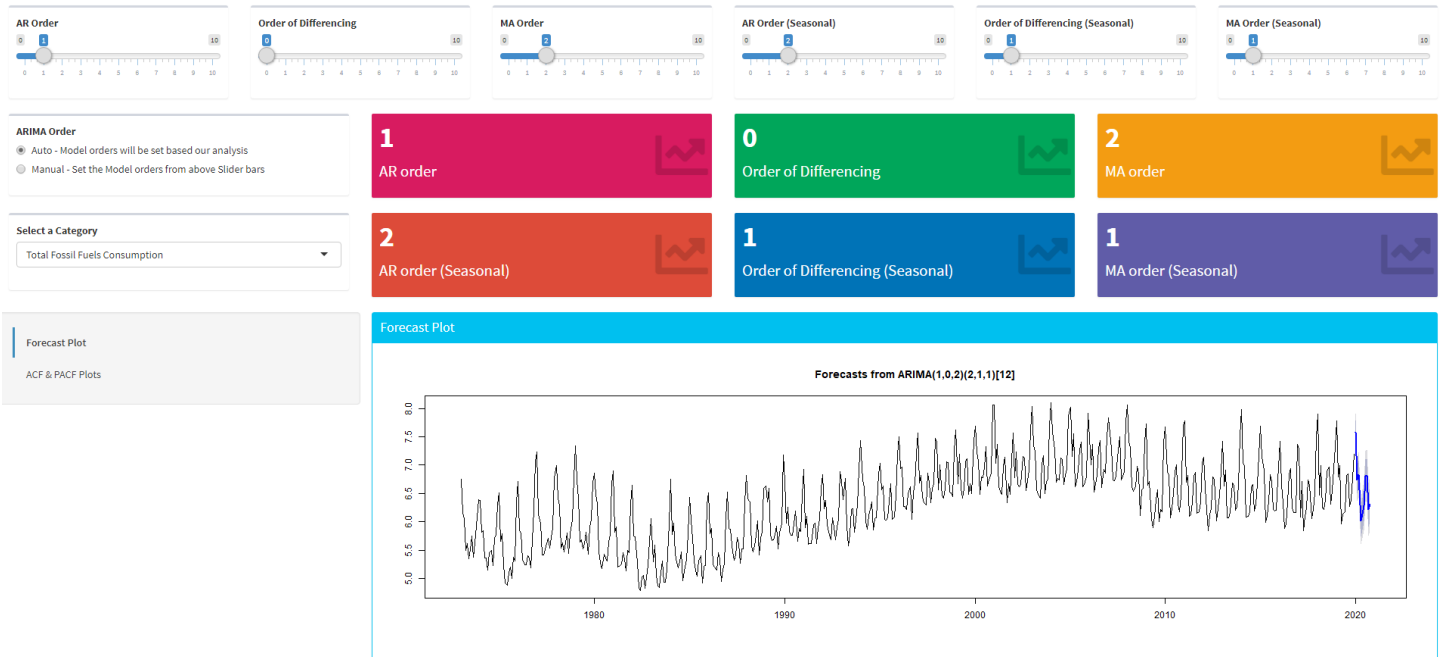 AR Order
0 1 10
0 1 2 3 4 5 6 7 8 9 10
Order of Differencing
0 10
0 1 2 3 4 5 6 7 8 9 10
MA Order
0 2 10
0 1 2 3 4 5 6 7 8 9 10
AR Order (Seasonal)
0 2 10
0 1 2 3 4 5 6 7 8 9 10
Order of Differencing (Seasonal)
0 1 10
0 1 2 3 4 5 6 7 8 9 10
MA Order (Seasonal)
0 1 10
0 1 2 3 4 5 6 7 8 9 10
ARIMA Order
Auto - Model orders will be set based our analysis
Manual - Set the Model orders from above Slider bars
1
AR order
0
Order of Differencing
2
MA order
Select a Category
Total Fossil Fuels Consumption
2
AR order (Seasonal)
1
Order of Differencing (Seasonal)
1
MA order (Seasonal)
Forecast Plot
ACF & PACF Plots
Forecast Plot
Forecasts from ARIMA(1,0,2)(2,1,1)[12]
8.0
7.5
7.0
6.5
6.0
5.5
5.0
1980 1990 2000 2010 2020